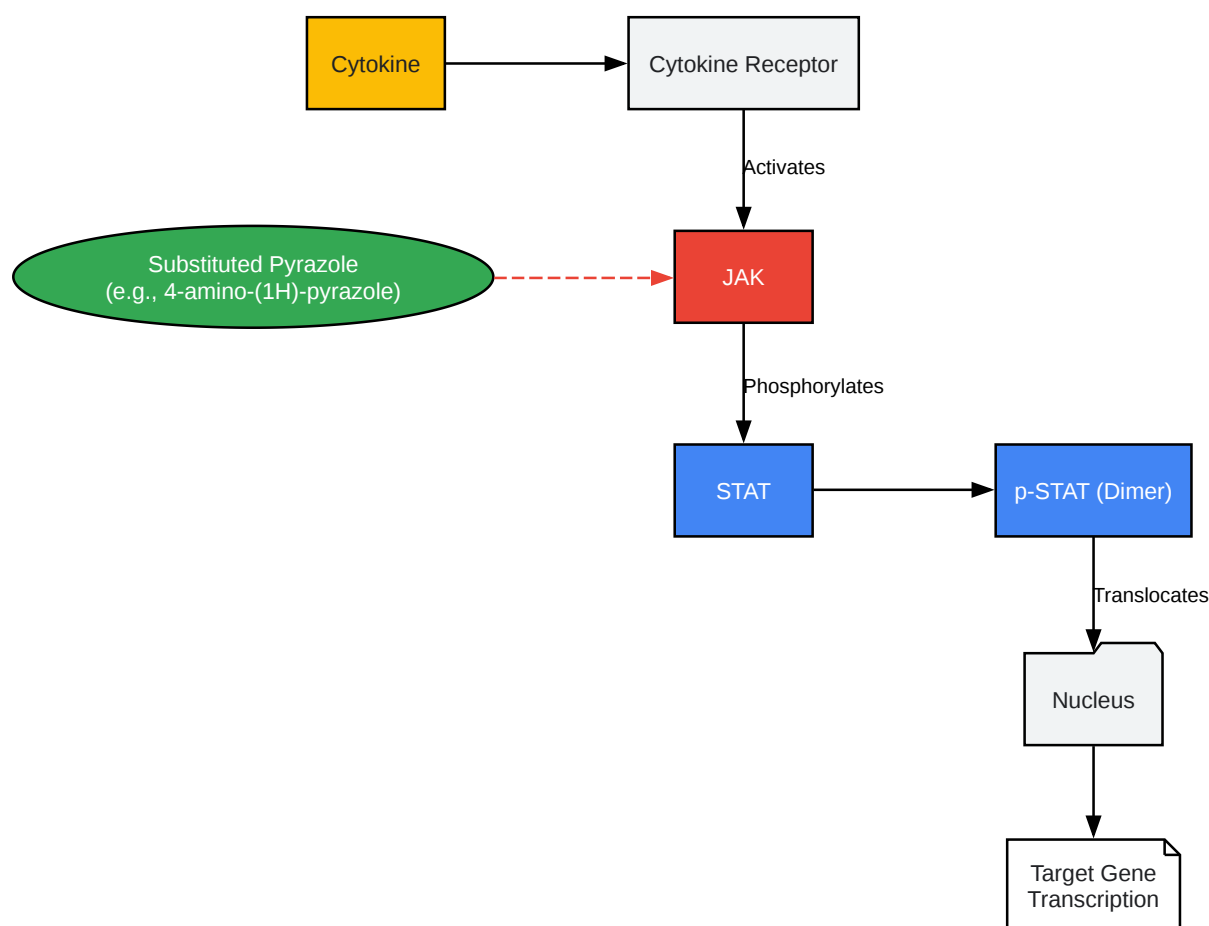 Cytokine
Cytokine Receptor
Activates
Substituted Pyrazole
(e.g., 4-amino-(1H)-pyrazole)
JAK
Phosphorylates
STAT
p-STAT (Dimer)
Translocates
Nucleus
Target Gene
Transcription